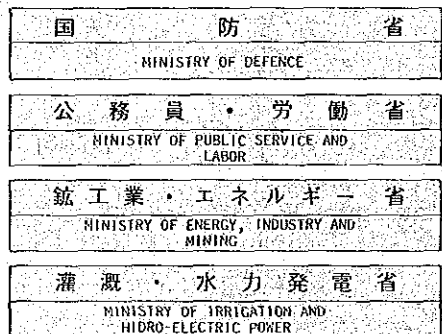 国防省
MINISTRY OF DEFENCE
公務員・労働省
MINISTRY OF PUBLIC SERVICE AND
LABOR
鉱工業・エネルギー省
MINISTRY OF ENERGY, INDUSTRY AND
MINING
灌漑・水力発電省
MINISTRY OF IRRIGATION AND
HIDRO-ELECTRIC POWER